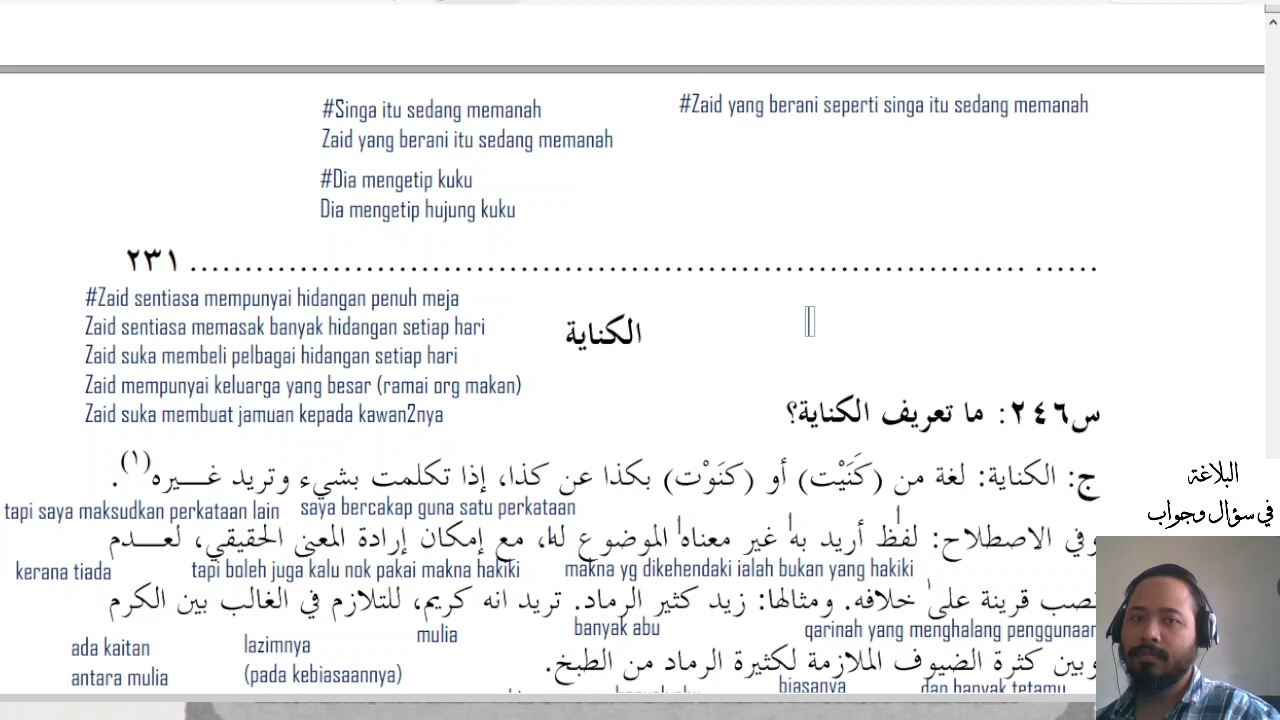 #Singa itu sedang memanah
Zaid yang berani itu sedang memanah
#Zaid yang berani seperti singa itu sedang memanah
#Dia mengetip kuku
Dia mengetip hujung kuku
٢٣١ ................................................
#Zaid sentiasa mempunyai hidangan penuh meja
Zaid sentiasa memasak banyak hidangan setiap hari
Zaid suka membeli pelbagai hidangan setiap hari
Zaid mempunyai keluarga yang besar (ramai org makan)
Zaid suka membuat jamuan kepada kawan2nya
الكناية
س٢٤٦: ما تعريف الكناية؟
ج: الكناية: لغة من (كَنَيْت) أو (كنَوْت) بكذا عن كذا، إذا تكلمت بشيء وتريد غـــيره(١).
saya bercakap guna satu perkataan
tapi saya maksudkan perkataan lain
وفي الاصطلاح: لفظ أريد به غير معناه الموضوع له، مع إمكان إرادة المعنى الحقيقي، لعــدم
makna yg dikehendaki ialah bukan yang hakiki
tapi boleh juga kalu nok pakai makna hakiki
kerana tiada
نصب قرينة على خلافه. ومثالها: زيد كثير الرماد. تريد انه كريم، للتلازم في الغالب بين الكرم
qarinah yang menghalang penggunaan
banyak abu
mulia
lazimnya
(pada kebiasaannya)
ada kaitan
antara mulia
وبين كثرة الضيوف الملازمة لكثيرة الرماد من الطبخ.
dan banyak tetamu
biasanya
banyak abu
البلاغة
في سؤال وجواب